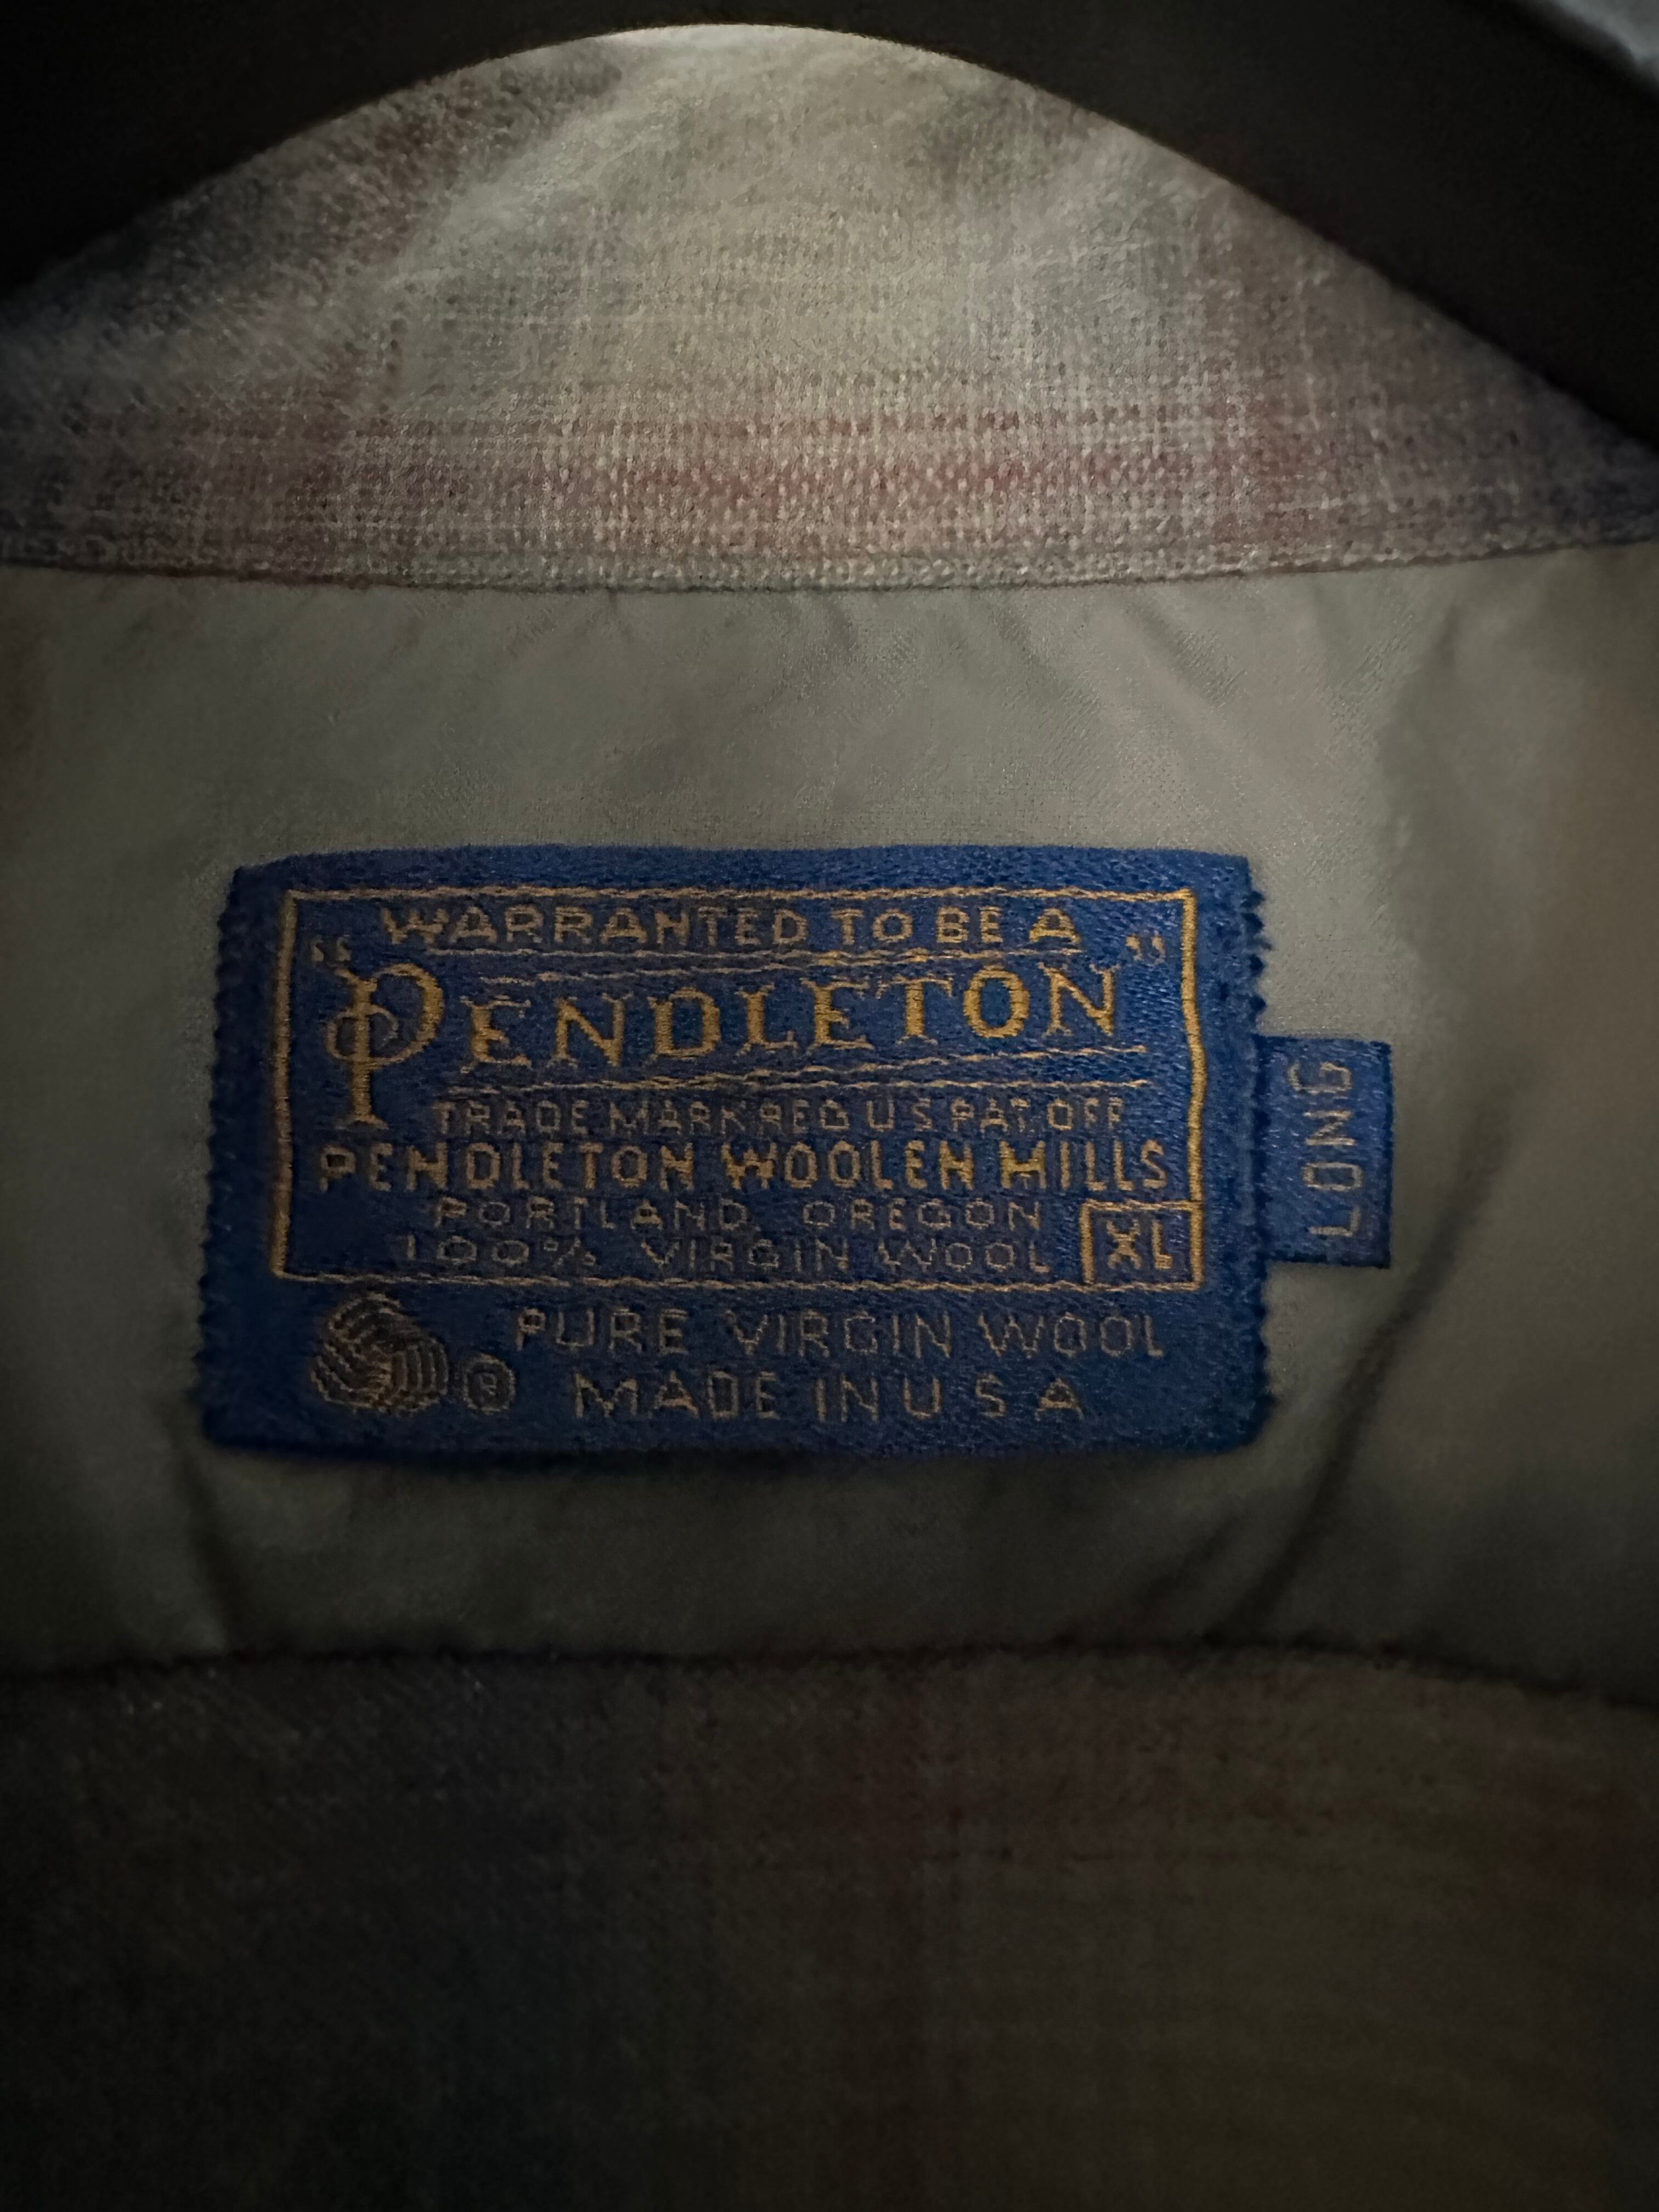 WARRANTED TO BE A
"PENDLETON"
TRADE MARK REG U S PAT. OFF
PENDLETON WOOLEN MILLS
PORTLAND, OREGON
100% VIRGIN WOOL XL
PURE VIRGIN WOOL
® MADE IN U S A
LONG